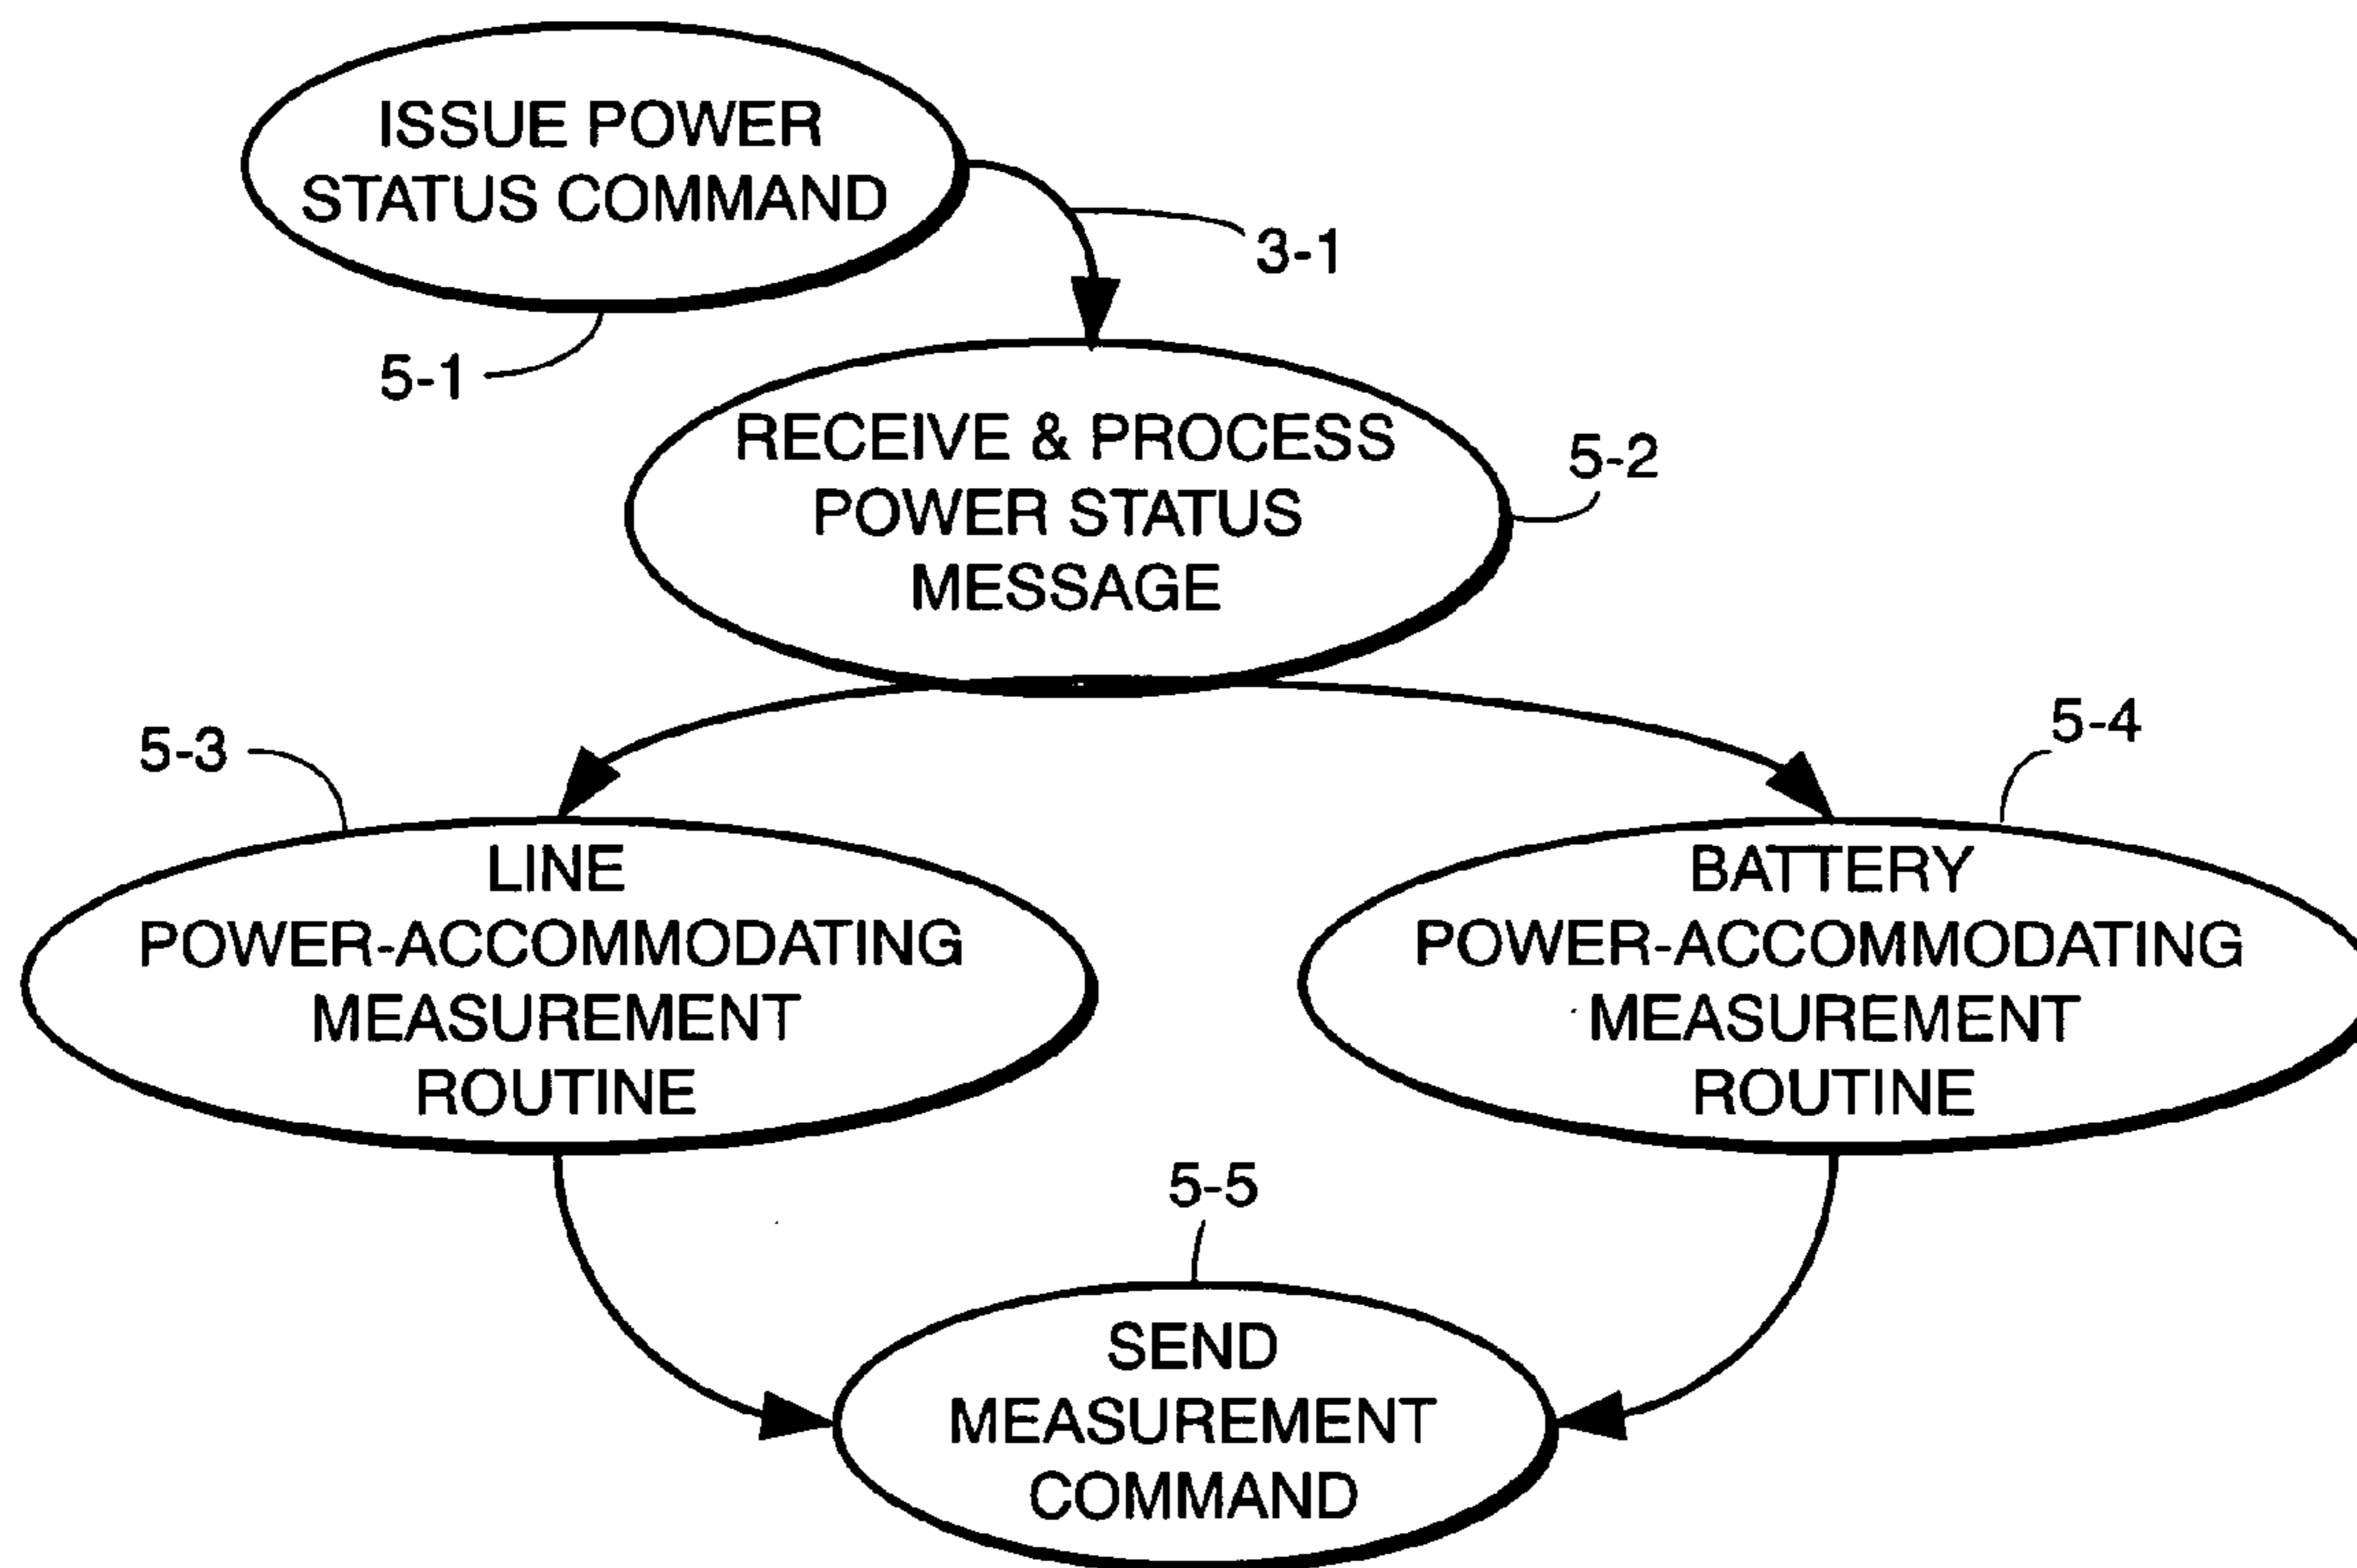 ISSUE POWER
STATUS COMMAND
3-1
5-1
RECEIVE & PROCESS
POWER STATUS
MESSAGE
5-2
5-3
5-4
LINE
POWER-ACCOMMODATING
MEASUREMENT
ROUTINE
BATTERY
POWER-ACCOMMODATING
MEASUREMENT
ROUTINE
5-5
SEND
MEASUREMENT
COMMAND